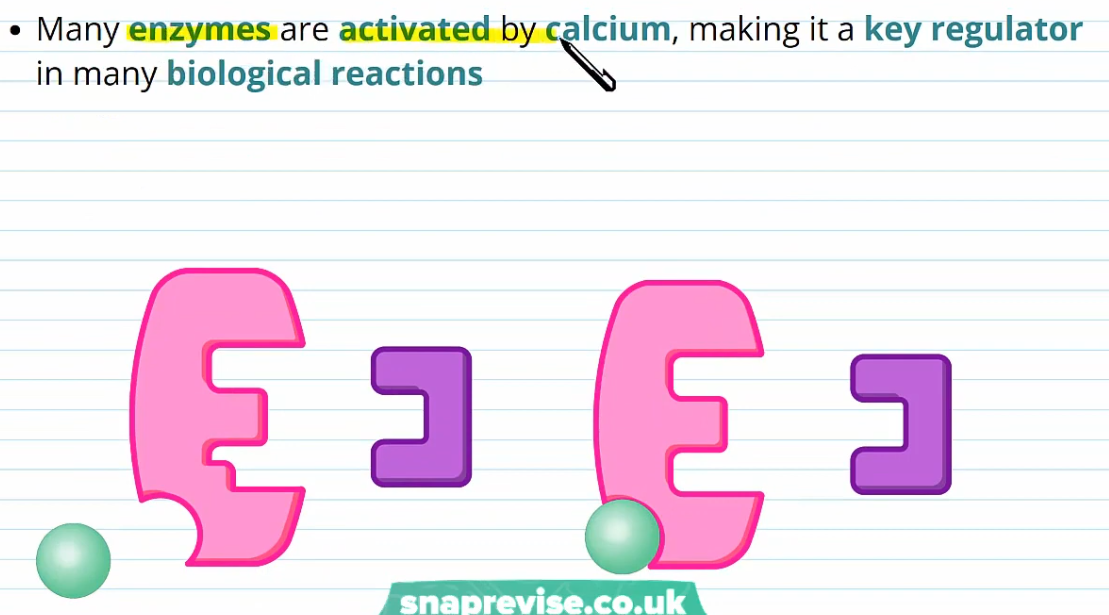 • Many enzymes are activated by calcium, making it a key regulator
in many biological reactions
snaprevise.co.uk